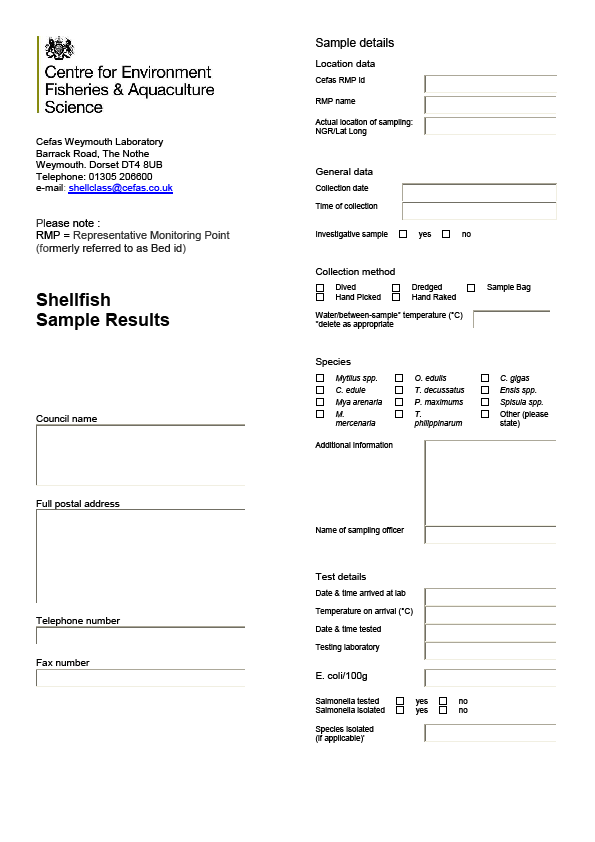 Centre for Environment
Fisheries & Aquaculture
Science
Cefas Weymouth Laboratory
Barrack Road, The Nothe
Weymouth. Dorset DT4 8UB
Telephone: 01305 206600
e-mail: shellclass@cefas.co.uk
Please note :
RMP = Representative Monitoring Point
(formerly referred to as Bed id)
Shellfish
Sample Results
Council name
Full postal address
Telephone number
Fax number
Sample details
Location data
Cefas RMP id
RMP name
Actual location of sampling:
NGR/Lat Long
General data
Collection date
Time of collection
Investigative sample yes no
Collection method
Dived Dredged Sample Bag
Hand Picked Hand Raked
Water/between-sample* temperature (°C)
*delete as appropriate
Species
Mytilus spp. O. edulis C. gigas
C. edule T. decussatus Ensis spp.
Mya arenaria P. maximums Spisula spp.
M. T. Other (please
mercenaria philippinarum state)
Additional information
Name of sampling officer
Test details
Date & time arrived at lab
Temperature on arrival (°C)
Date & time tested
Testing laboratory
E. coli/100g
Salmonella tested yes no
Salmonella isolated yes no
Species isolated
(if applicable)'